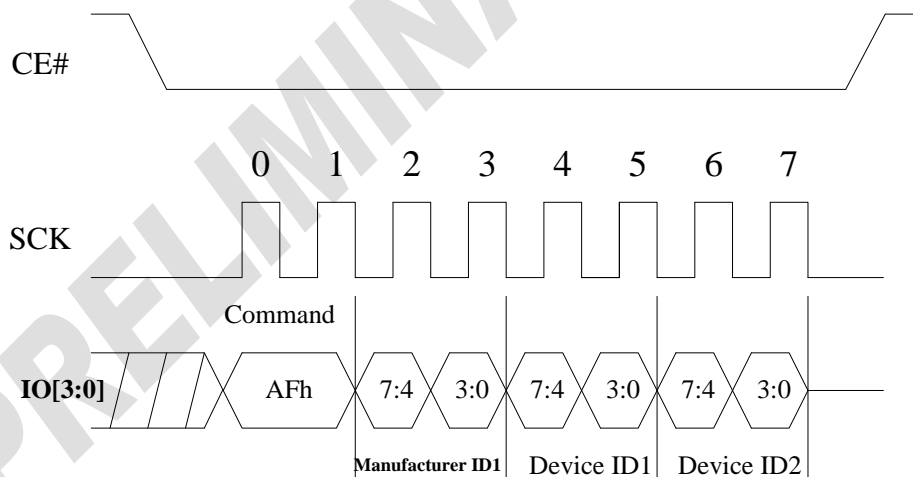 CE#
0 1 2 3 4 5 6 7
SCK
Command
IO[3:0] AFh 7:4 3:0 7:4 3:0 7:4 3:0
Manufacturer ID1 Device ID1 Device ID2
PRELIMINA